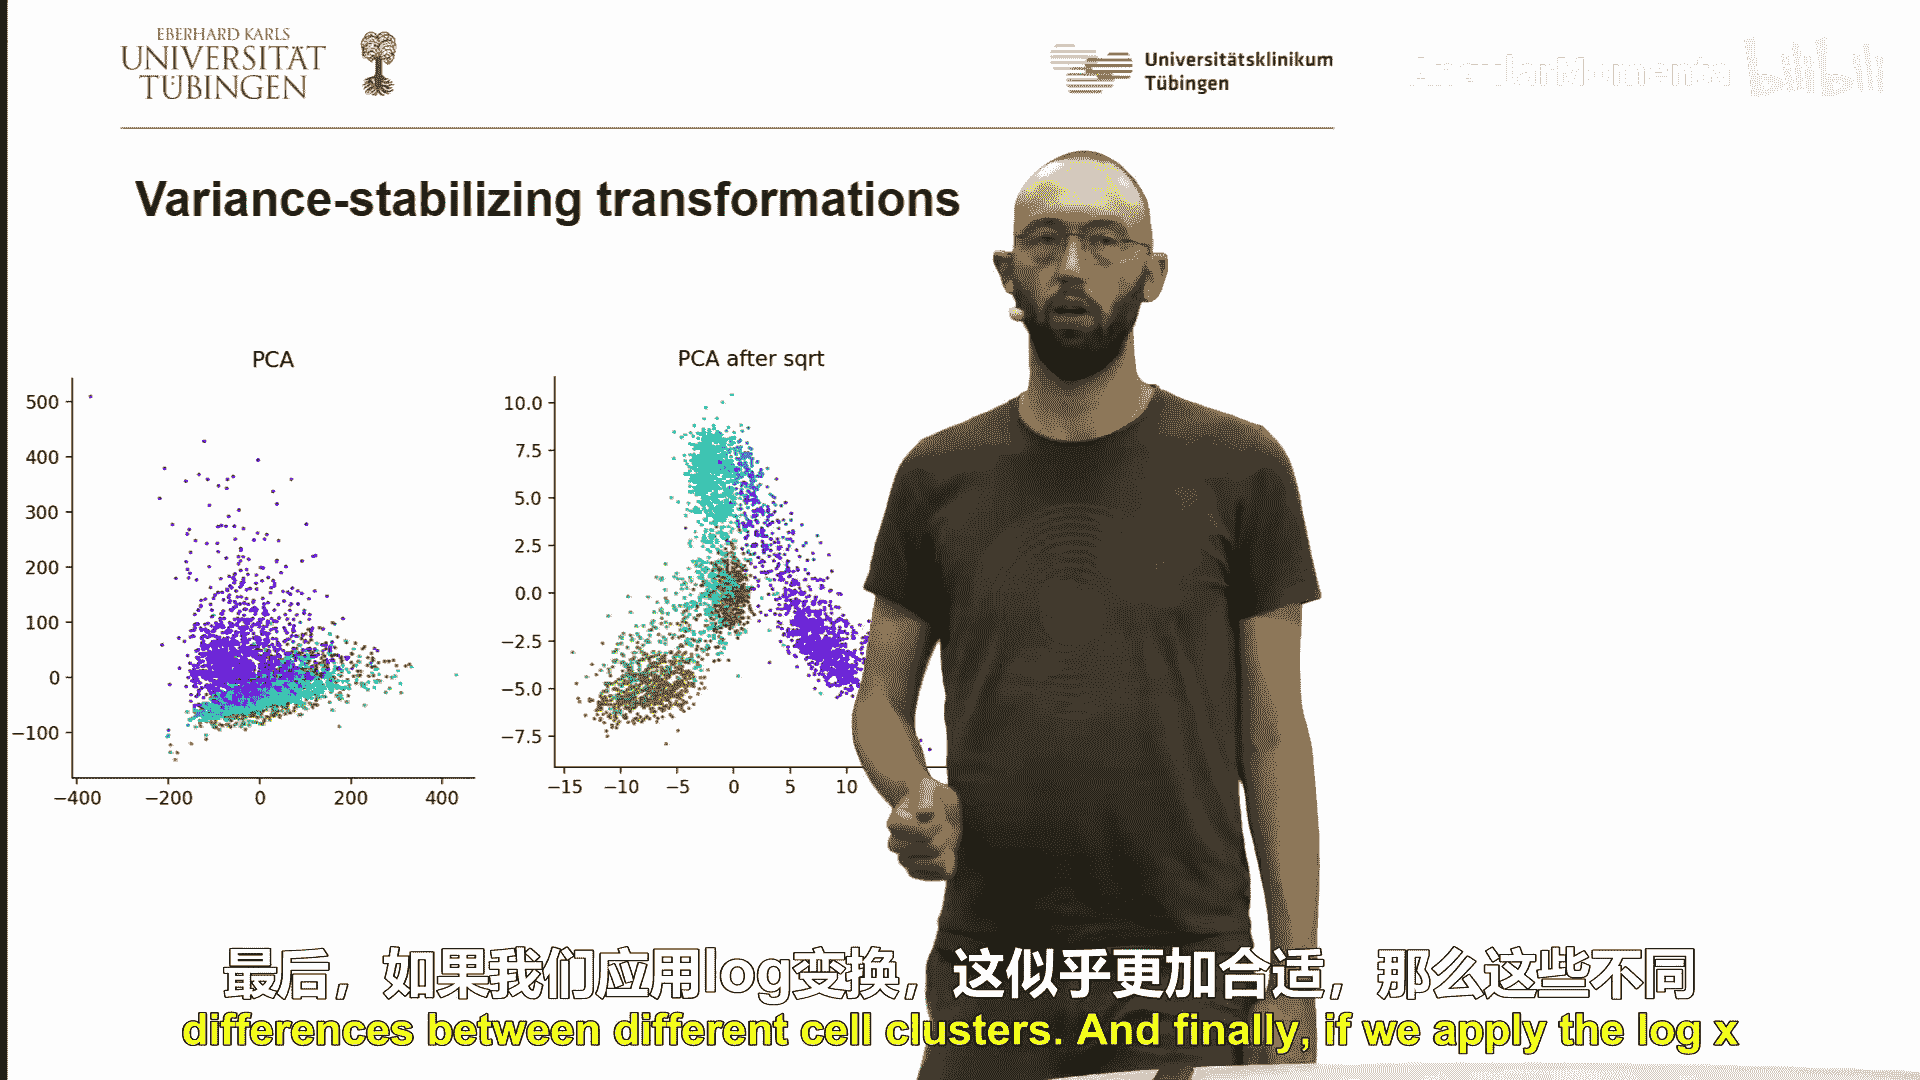 EBERHARD KARLS
UNIVERSITÄT
TÜBINGEN
Universitätsklinikum
Tübingen
AngularMomenta bilibili
Variance-stabilizing transformations
PCA
500
400
300
200
100
0
−100
−400 −200 0 200 400
PCA after sqrt
10.0
7.5
5.0
2.5
0.0
−2.5
−5.0
−7.5
−15 −10 −5 0 5 10
最后，如果我们应用log变换，这似乎更加合适，那么这些不同
differences between different cell clusters. And finally, if we apply the log x